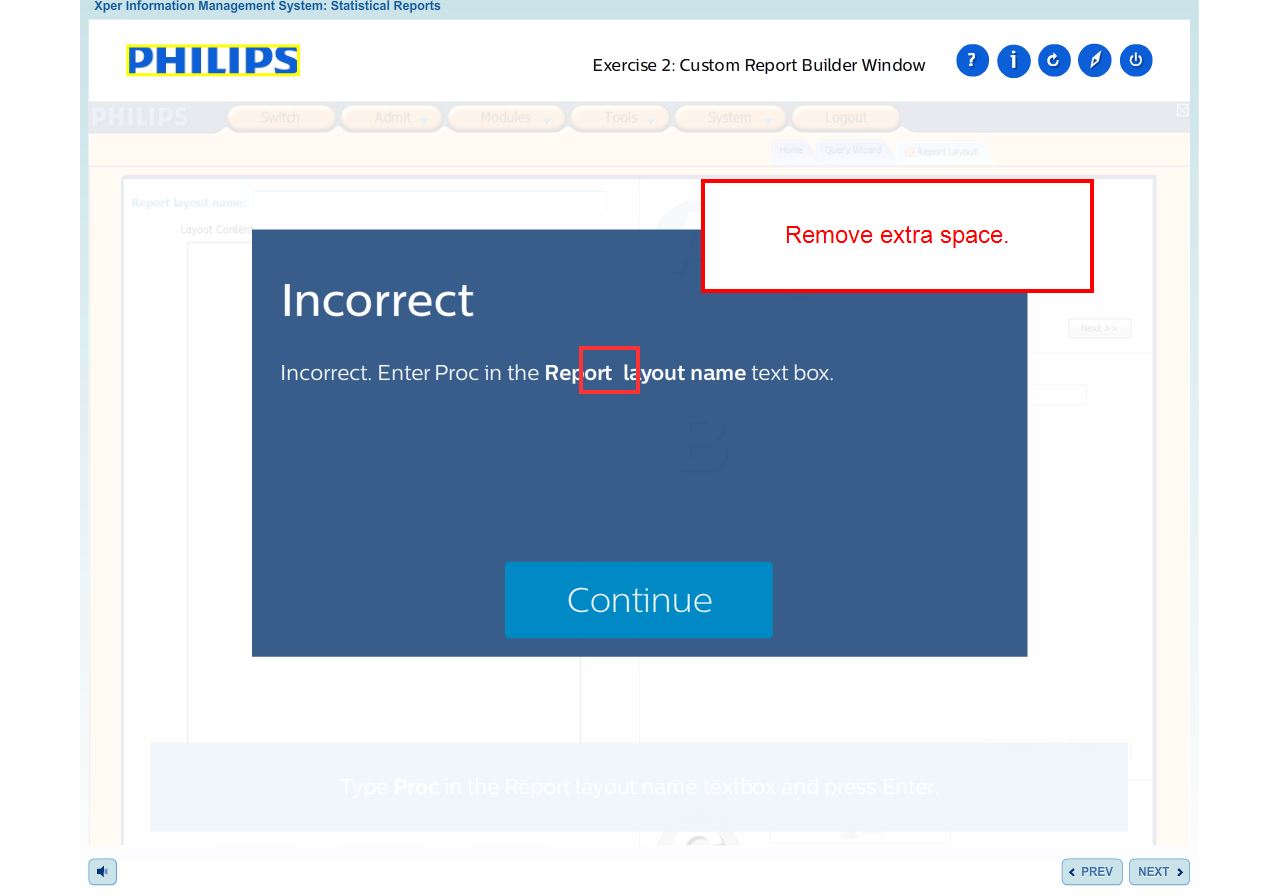 Xper Information Management System: Statistical Reports
PHILIPS
Exercise 2: Custom Report Builder Window
?
i
PHILIPS
Switch
Admit
Modules
Tools
System
Logout
Home
Query Wizard
Report Layout
Report layout name:
Layout Content
Remove extra space.
Incorrect
Next >>
Incorrect. Enter Proc in the Report  layout name text box.
B
Continue
Type Proc in the Report layout name textbox and press Enter.
PREV
NEXT